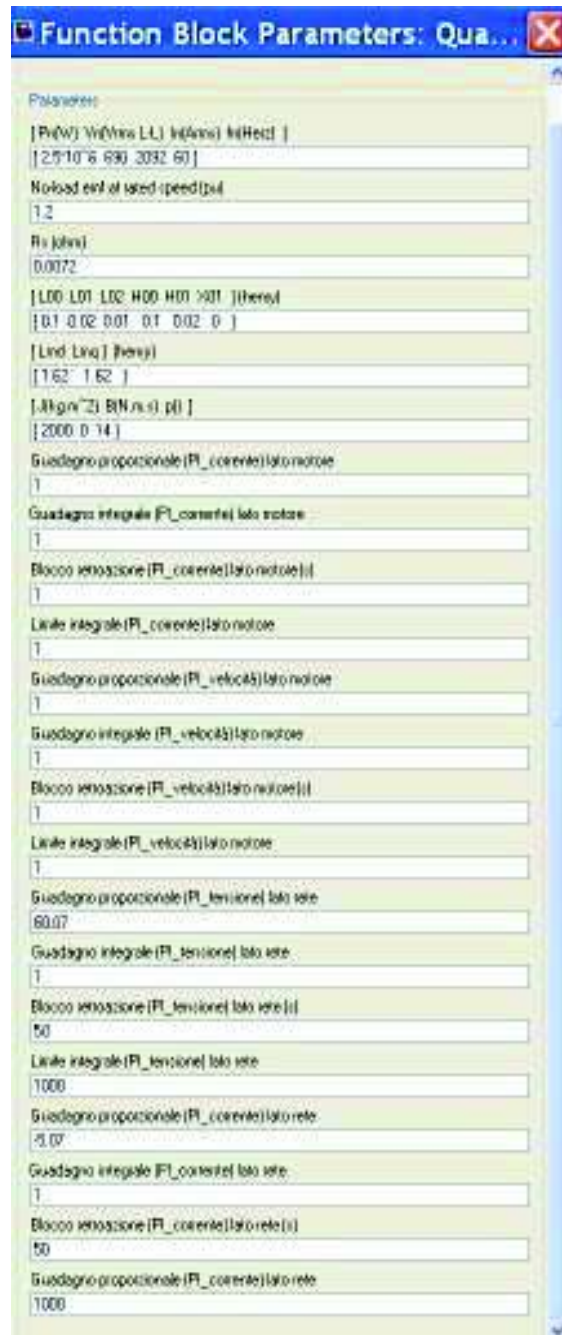 Function Block Parameters: Qua...
Parameters
[ Pn(W) Vn(Vrms L-L) In(Arms) fn(Herz) ]
[ 2.5*10^6 690 2092 60 ]
No-load emf at rated speed (pu)
1.2
Rs (ohm)
0.0072
[ L00 L01 L02 M00 M01 ](henry)
[ 0.1 0.02 0.01 0.1 0.02 0 ]
[ Lmd Lmq ] (henry)
[ 1.62 1.62 ]
[ J(kg.m^2) B(N.m.s) p() ]
[ 2000 0 14 ]
Guadagno proporzionale (PI_corrente) lato motore
1
Guadagno integrale (PI_corrente) lato motore
1
Blocco retroazione (PI_corrente) lato motore (s)
1
Limite integrale (PI_corrente) lato motore
1
Guadagno proporzionale (PI_velocità) lato motore
1
Guadagno integrale (PI_velocità) lato motore
1
Blocco retroazione (PI_velocità) lato motore (s)
1
Limite integrale (PI_velocità) lato motore
1
Guadagno proporzionale (PI_tensione) lato rete
60.07
Guadagno integrale (PI_tensione) lato rete
1
Blocco retroazione (PI_tensione) lato rete (s)
50
Limite integrale (PI_tensione) lato rete
1000
Guadagno proporzionale (PI_corrente) lato rete
-5.07
Guadagno integrale (PI_corrente) lato rete
1
Blocco retroazione (PI_corrente) lato rete (s)
50
Guadagno proporzionale (PI_corrente) lato rete
1000